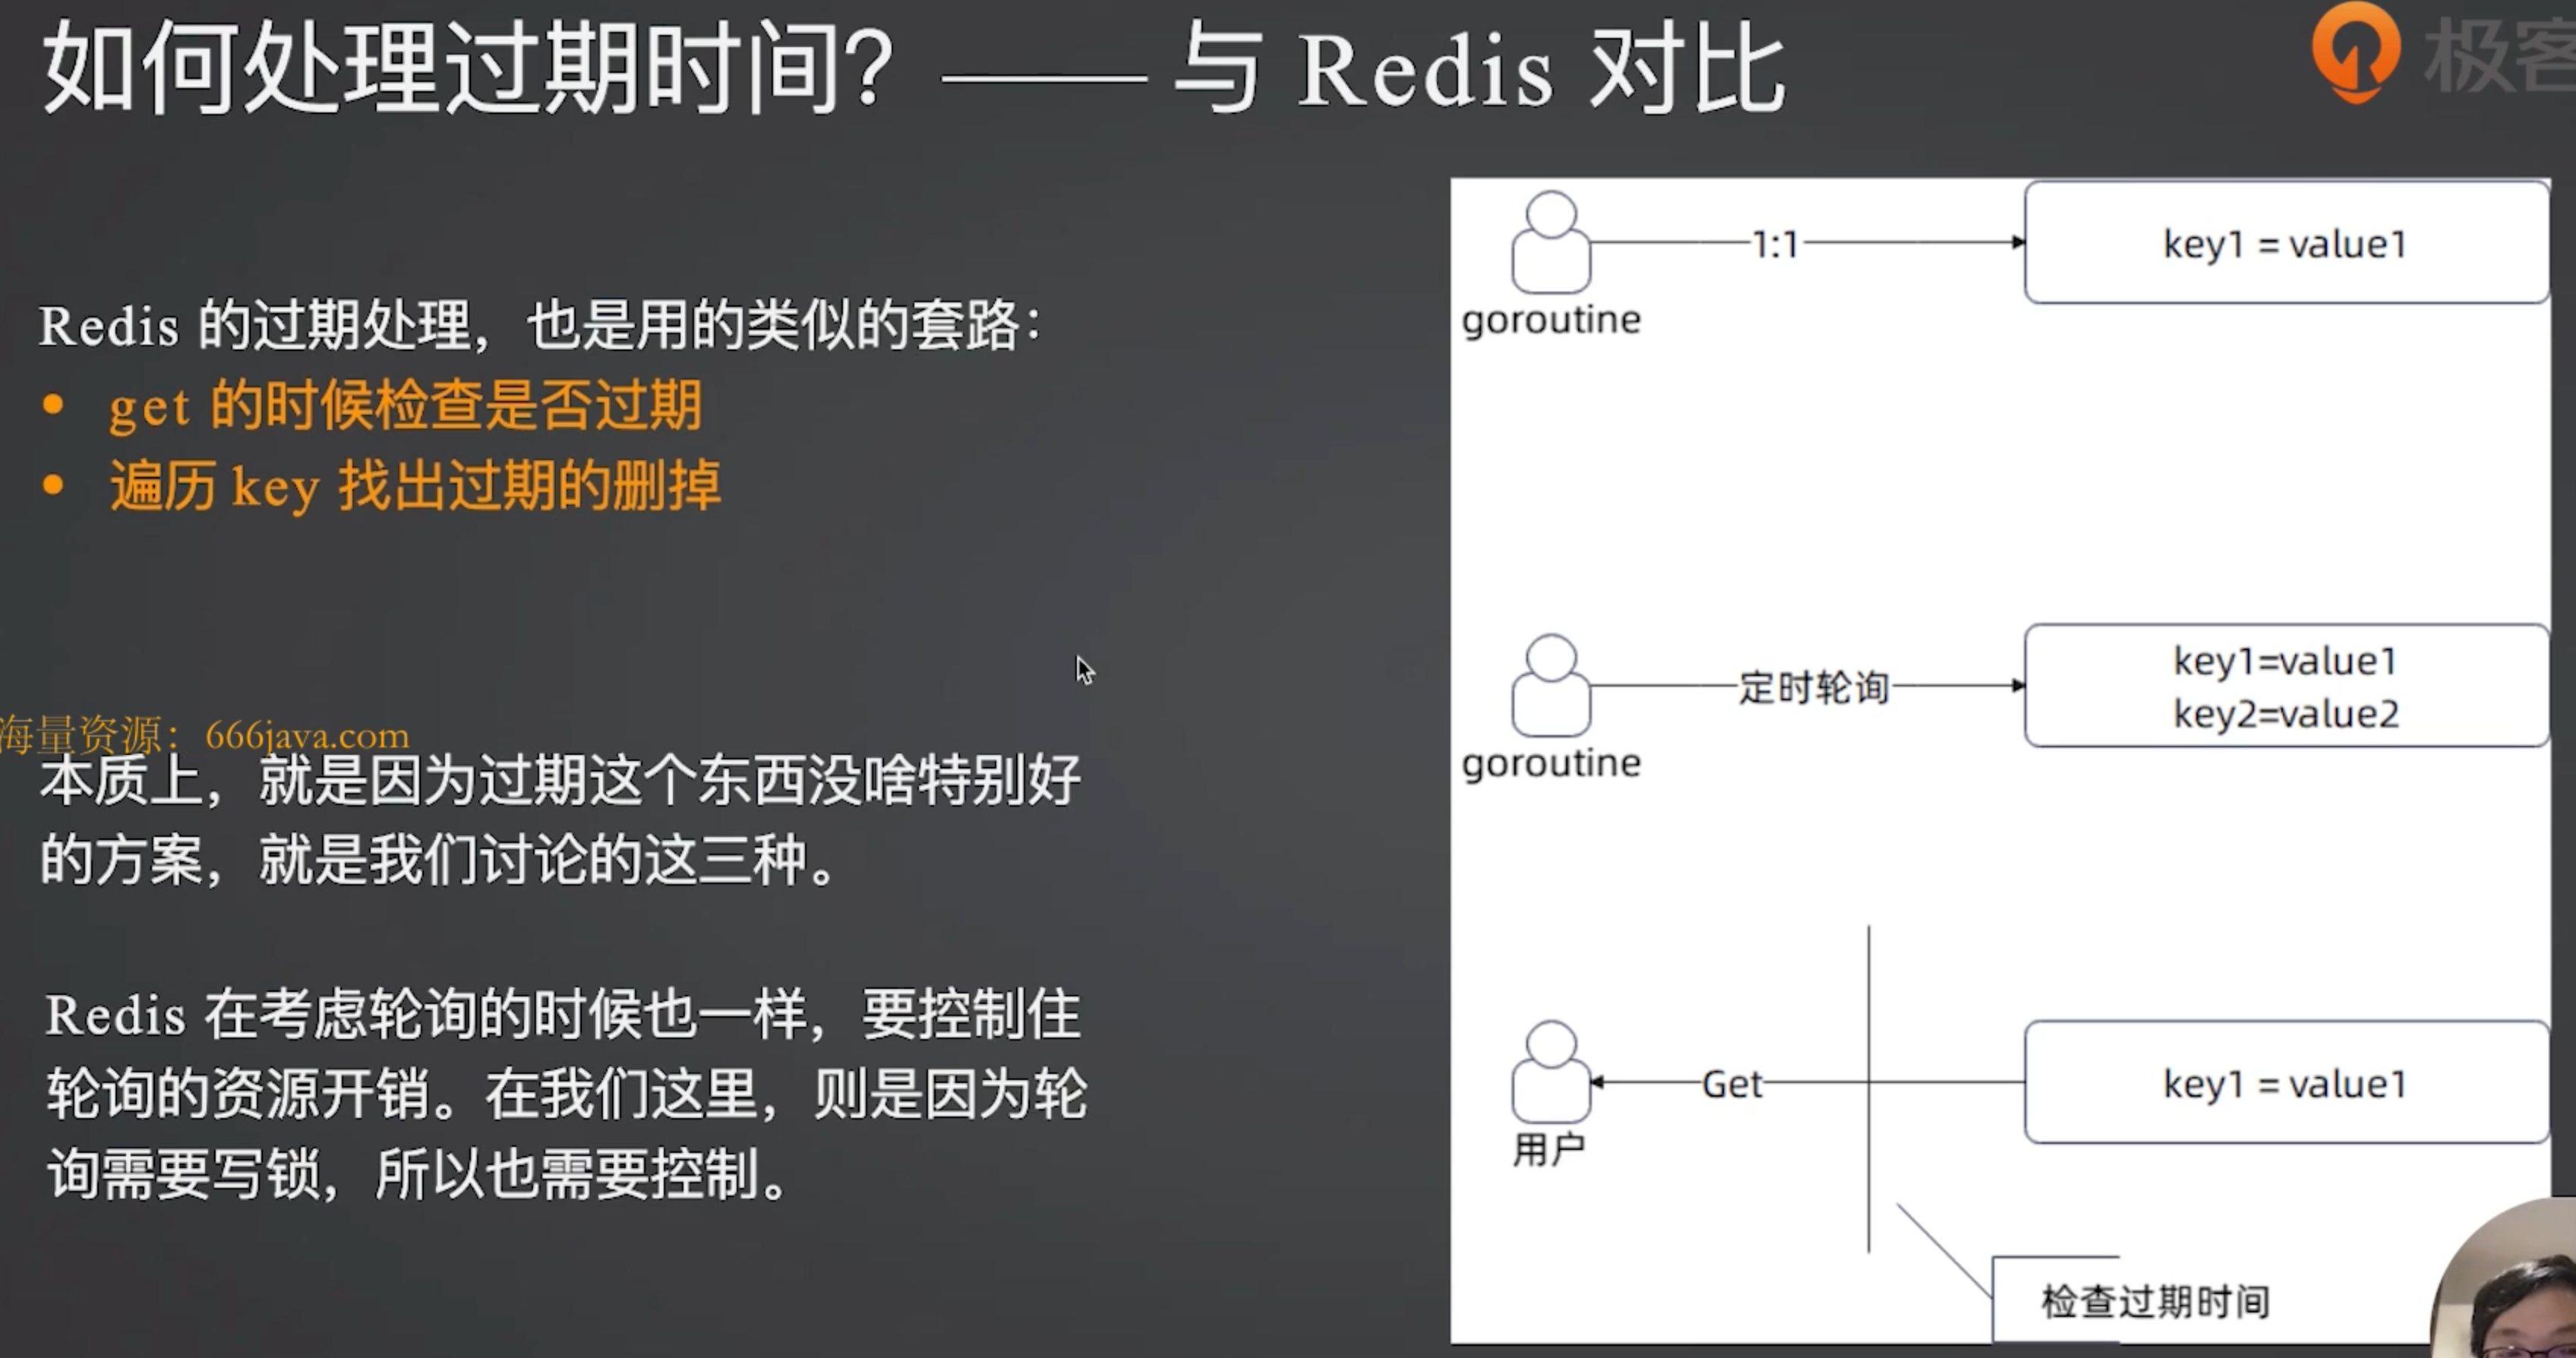 如何处理过期时间？—— 与 Redis 对比
极客
Redis 的过期处理，也是用的类似的套路：
• get 的时候检查是否过期
• 遍历 key 找出过期的删掉
海量资源：666java.com
本质上，就是因为过期这个东西没啥特别好
的方案，就是我们讨论的这三种。
Redis 在考虑轮询的时候也一样，要控制住
轮询的资源开销。在我们这里，则是因为轮
询需要写锁，所以也需要控制。
1:1
key1 = value1
goroutine
定时轮询
key1=value1
key2=value2
goroutine
Get
key1 = value1
用户
检查过期时间